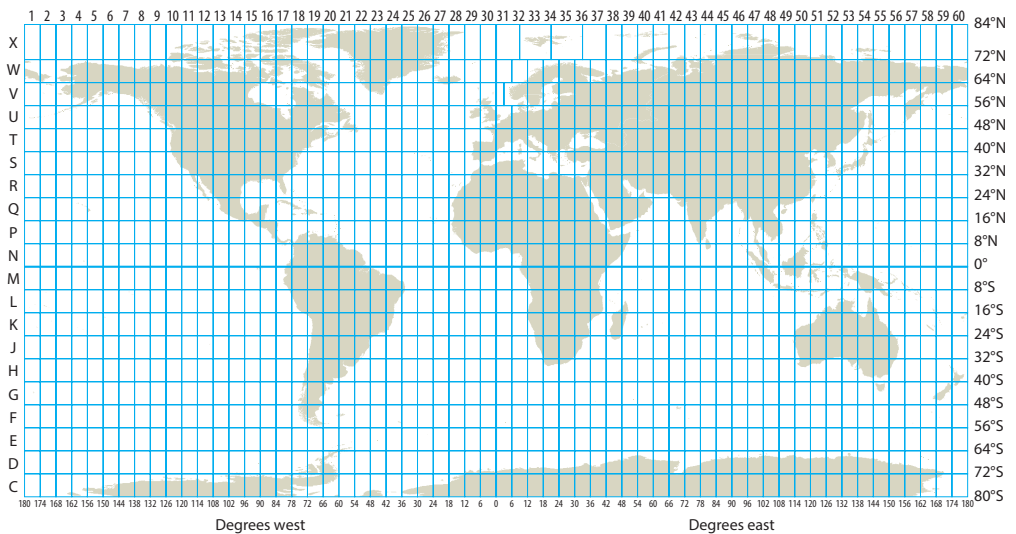 1 2 3 4 5 6 7 8 9 10 11 12 13 14 15 16 17 18 19 20 21 22 23 24 25 26 27 28 29 30 31 32 33 34 35 36 37 38 39 40 41 42 43 44 45 46 47 48 49 50 51 52 53 54 55 56 57 58 59 60
84°N
X
72°N
W
64°N
V
56°N
U
48°N
T
40°N
S
32°N
R
24°N
Q
16°N
P
8°N
N
0°
M
8°S
L
16°S
K
24°S
J
32°S
H
40°S
G
48°S
F
56°S
E
64°S
D
72°S
C
80°S
180 174 168 162 156 150 144 138 132 126 120 114 108 102 96 90 84 78 72 66 60 54 48 42 36 30 24 18 12 6 0 6 12 18 24 30 36 42 48 54 60 66 72 78 84 90 96 102 108 114 120 126 132 138 144 150 156 162 168 174 180
Degrees west Degrees east